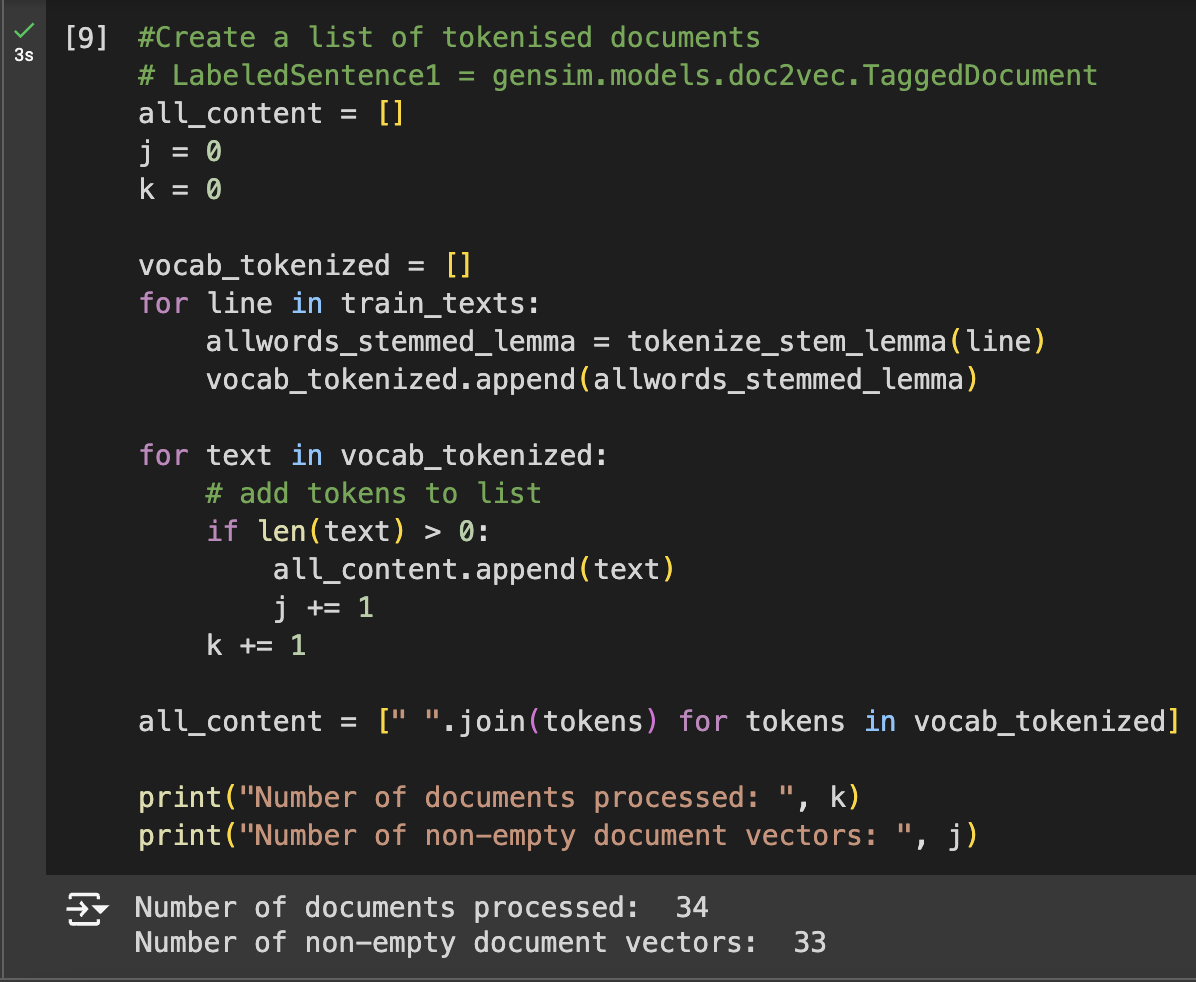 3s
[9] #Create a list of tokenised documents
# LabeledSentence1 = gensim.models.doc2vec.TaggedDocument
all_content = []
j = 0
k = 0

vocab_tokenized = []
for line in train_texts:
    allwords_stemmed_lemma = tokenize_stem_lemma(line)
    vocab_tokenized.append(allwords_stemmed_lemma)

for text in vocab_tokenized:
    # add tokens to list
    if len(text) > 0:
        all_content.append(text)
        j += 1
    k += 1

all_content = [" ".join(tokens) for tokens in vocab_tokenized]

print("Number of documents processed: ", k)
print("Number of non-empty document vectors: ", j)
Number of documents processed:  34
Number of non-empty document vectors:  33